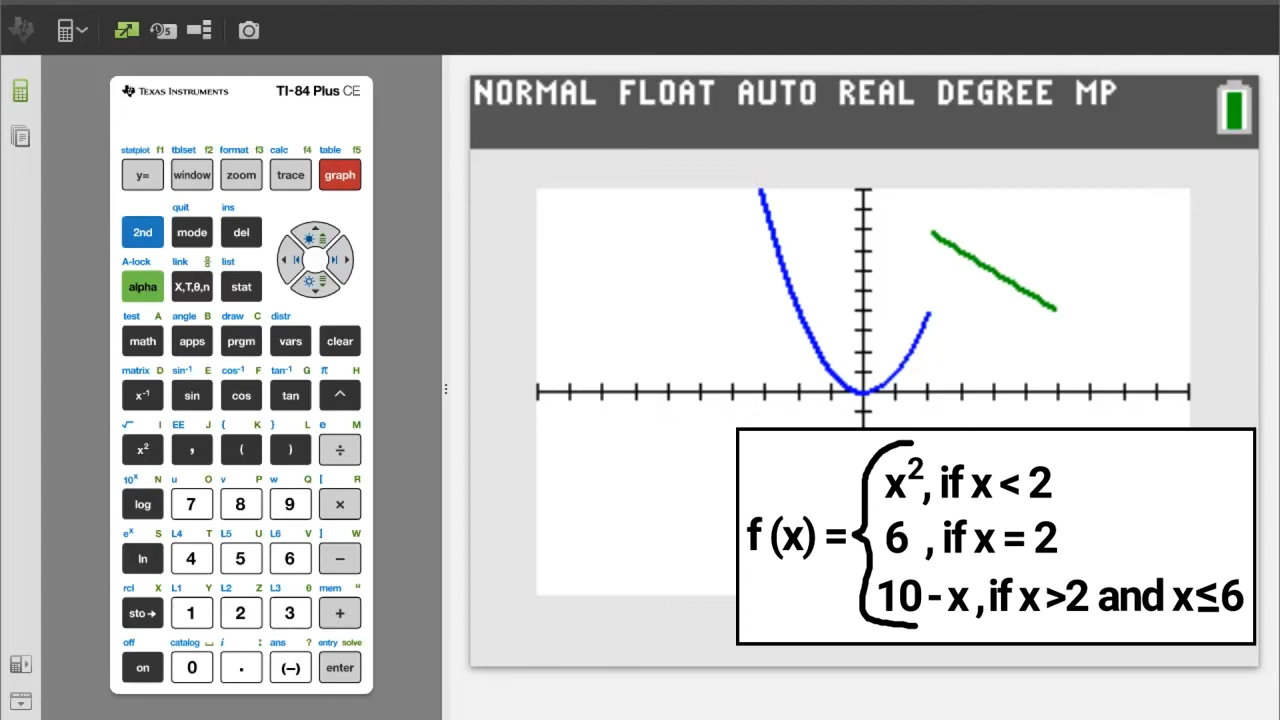 TEXAS INSTRUMENTS TI-84 Plus CE
NORMAL FLOAT AUTO REAL DEGREE MP
statplot f1 tblset f2 format f3 calc f4 table f5
y= window zoom trace graph
quit ins
2nd mode del
A-lock link list
alpha X,T,θ,n stat
test A angle B draw C distr
math apps prgm vars clear
matrix D sin⁻¹ E cos⁻¹ F tan⁻¹ G π H
x⁻¹ sin cos tan ^
√ I EE J { K } L e M
x² , ( ) ÷
10ˣ N u O v P w Q [ R
log 7 8 9 ×
eˣ S L4 T L5 U L6 V ] W
ln 4 5 6 −
rcl X L1 Y L2 Z L3 θ mem "
sto→ 1 2 3 +
off catalog ⎵ i : ans ? entry solve
on 0 . (−) enter
x², if x < 2
f (x) = { 6 , if x = 2
10 - x , if x >2 and x≤6